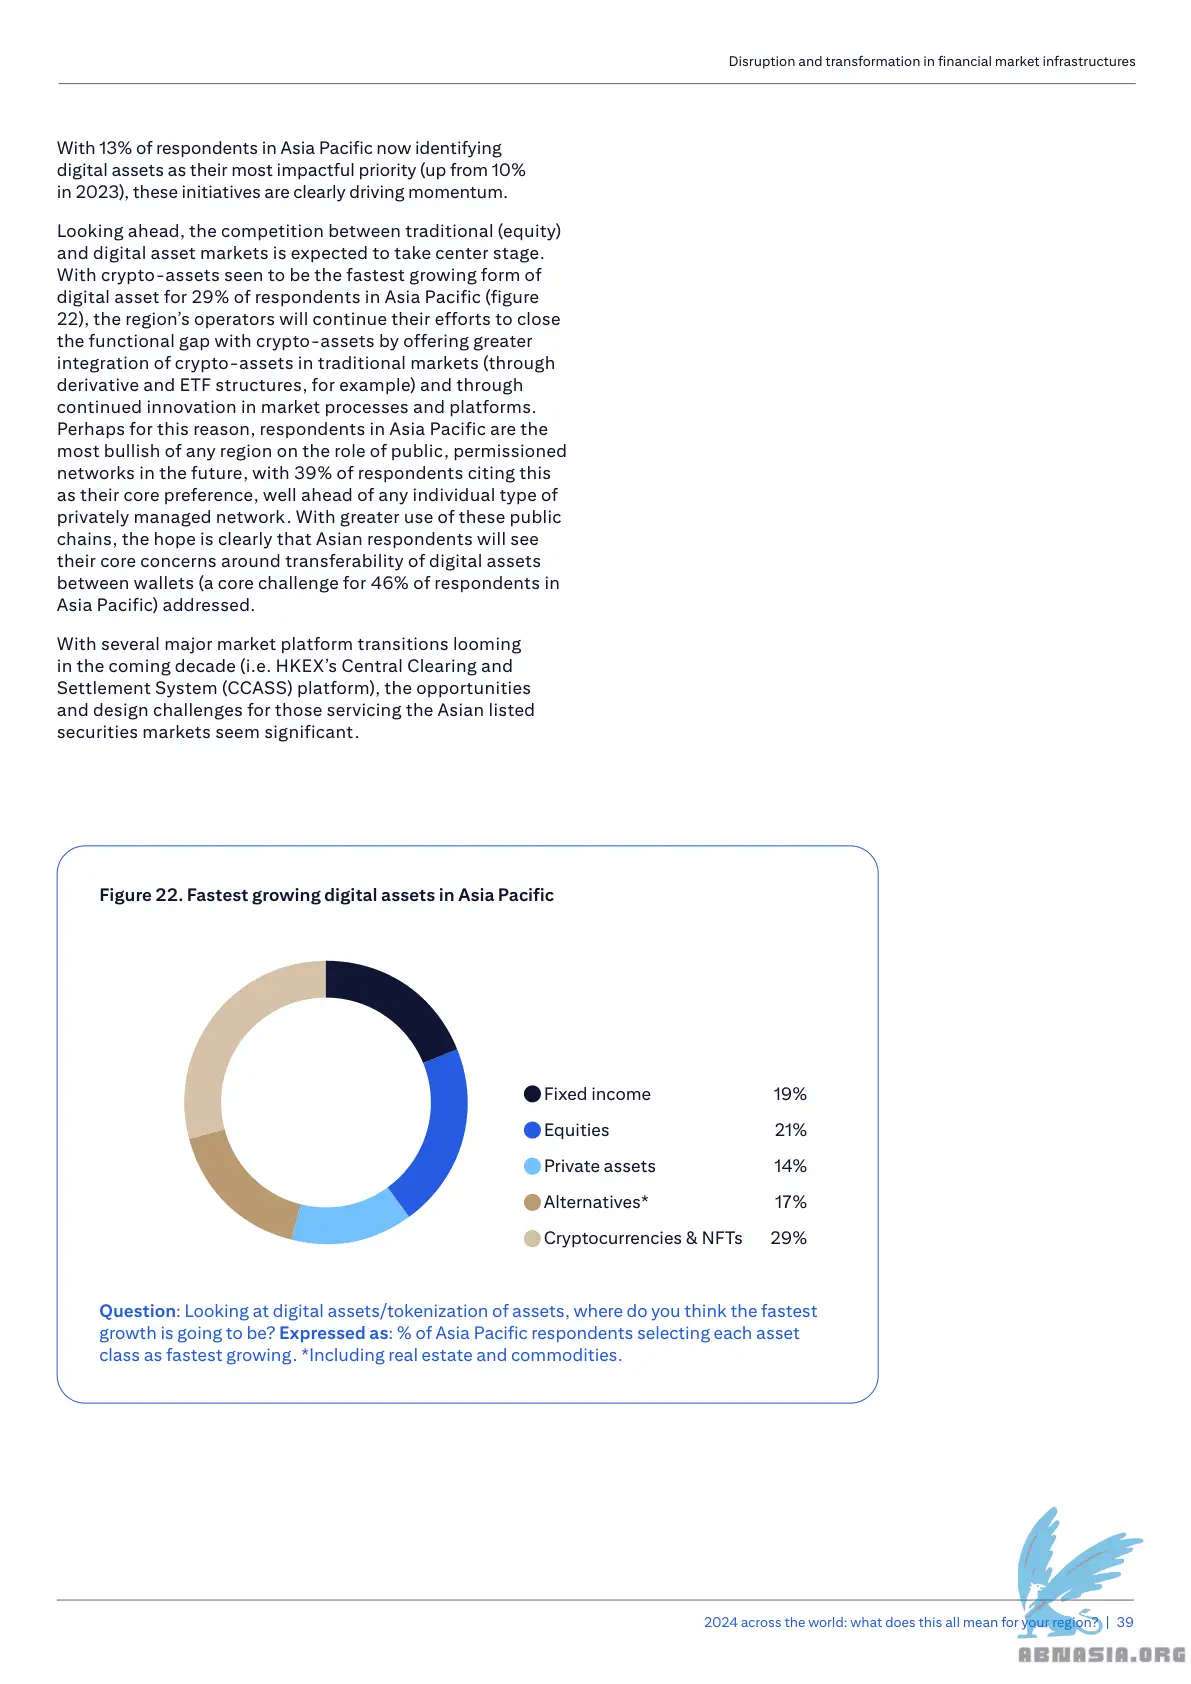 Disruption and transformation in financial market infrastructures
With 13% of respondents in Asia Pacific now identifying
digital assets as their most impactful priority (up from 10%
in 2023), these initiatives are clearly driving momentum.
Looking ahead, the competition between traditional (equity)
and digital asset markets is expected to take center stage.
With crypto-assets seen to be the fastest growing form of
digital asset for 29% of respondents in Asia Pacific (figure
22), the region's operators will continue their efforts to close
the functional gap with crypto-assets by offering greater
integration of crypto-assets in traditional markets (through
derivative and ETF structures, for example) and through
continued innovation in market processes and platforms.
Perhaps for this reason, respondents in Asia Pacific are the
most bullish of any region on the role of public, permissioned
networks in the future, with 39% of respondents citing this
as their core preference, well ahead of any individual type of
privately managed network. With greater use of these public
chains, the hope is clearly that Asian respondents will see
their core concerns around transferability of digital assets
between wallets (a core challenge for 46% of respondents in
Asia Pacific) addressed.
With several major market platform transitions looming
in the coming decade (i.e. HKEX's Central Clearing and
Settlement System (CCASS) platform), the opportunities
and design challenges for those servicing the Asian listed
securities markets seem significant.
Figure 22. Fastest growing digital assets in Asia Pacific
Fixed income 19%
Equities 21%
Private assets 14%
Alternatives* 17%
Cryptocurrencies & NFTs 29%
Question: Looking at digital assets/tokenization of assets, where do you think the fastest
growth is going to be? Expressed as: % of Asia Pacific respondents selecting each asset
class as fastest growing. *Including real estate and commodities.
2024 across the world: what does this all mean for your region? | 39
ABNASIA.ORG